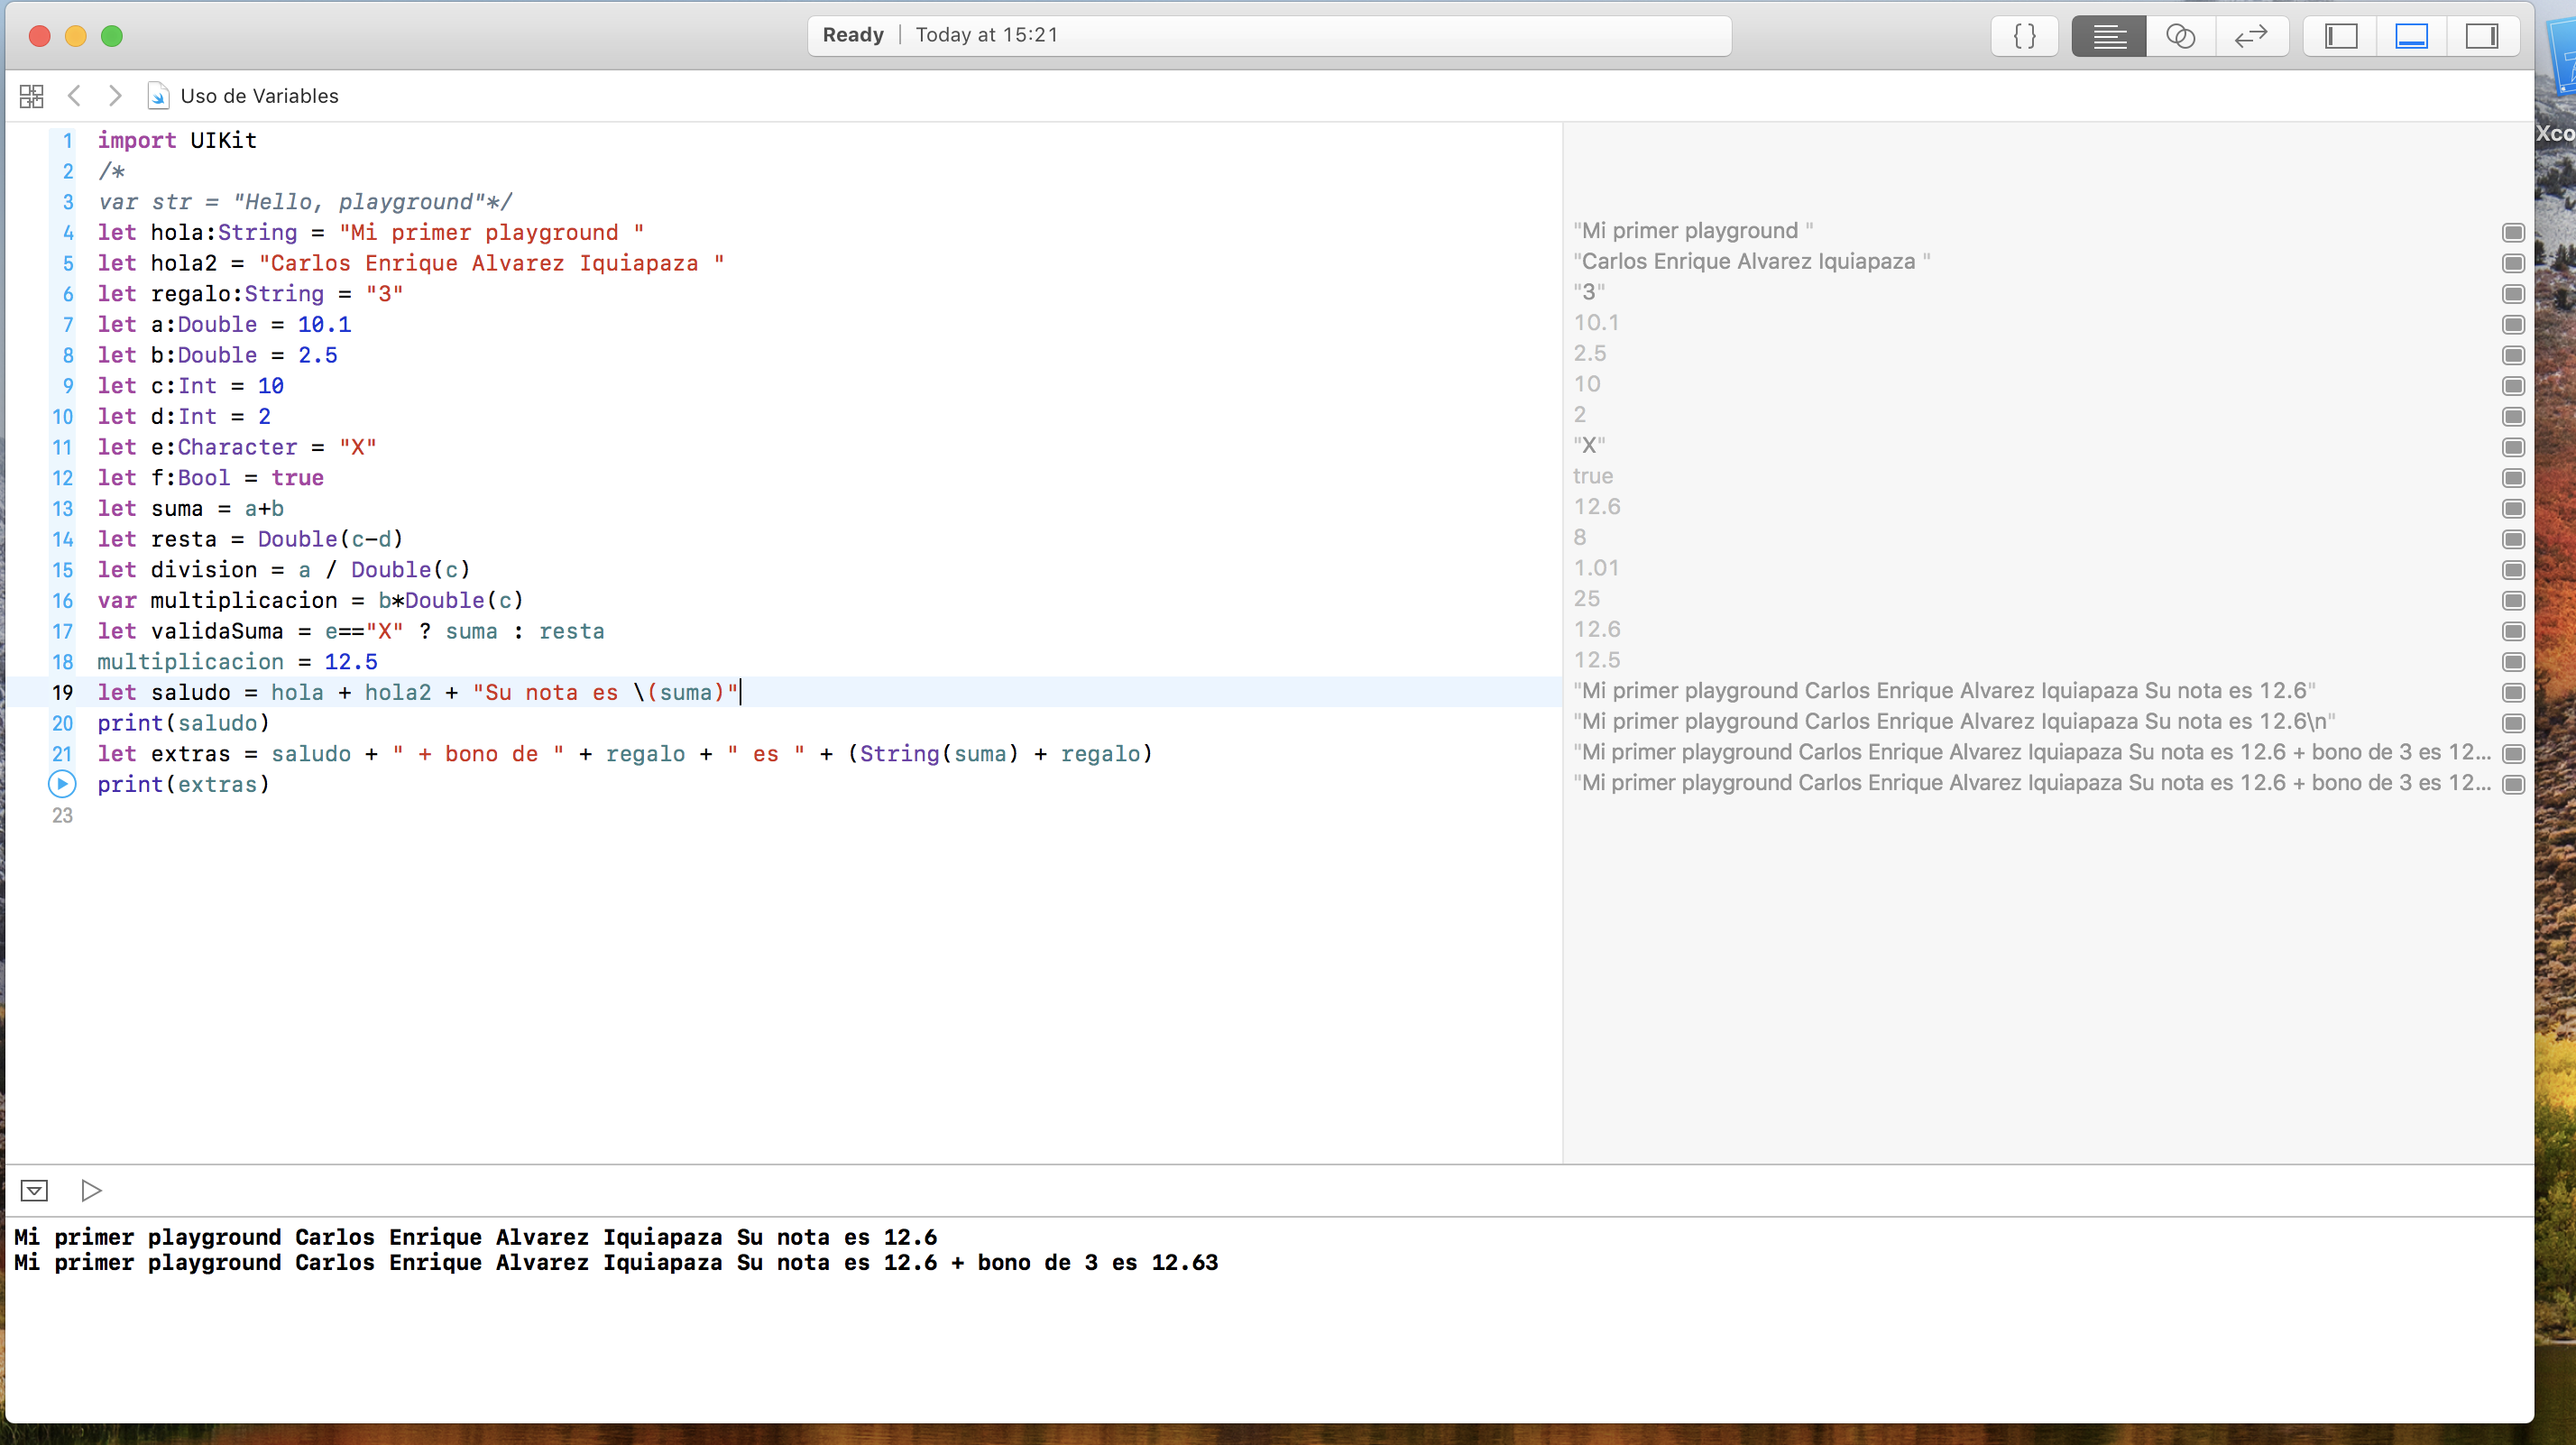 Ready | Today at 15:21
{ }
Uso de Variables
Xco
1 import UIKit
2 /*
3 var str = "Hello, playground"*/
4 let hola:String = "Mi primer playground "
"Mi primer playground "
5 let hola2 = "Carlos Enrique Alvarez Iquiapaza "
"Carlos Enrique Alvarez Iquiapaza "
6 let regalo:String = "3"
"3"
7 let a:Double = 10.1
10.1
8 let b:Double = 2.5
2.5
9 let c:Int = 10
10
10 let d:Int = 2
2
11 let e:Character = "X"
"X"
12 let f:Bool = true
true
13 let suma = a+b
12.6
14 let resta = Double(c-d)
8
15 let division = a / Double(c)
1.01
16 var multiplicacion = b*Double(c)
25
17 let validaSuma = e=="X" ? suma : resta
12.6
18 multiplicacion = 12.5
12.5
19 let saludo = hola + hola2 + "Su nota es \(suma)"
"Mi primer playground Carlos Enrique Alvarez Iquiapaza Su nota es 12.6"
20 print(saludo)
"Mi primer playground Carlos Enrique Alvarez Iquiapaza Su nota es 12.6\n"
21 let extras = saludo + " + bono de " + regalo + " es " + (String(suma) + regalo)
"Mi primer playground Carlos Enrique Alvarez Iquiapaza Su nota es 12.6 + bono de 3 es 12...
print(extras)
"Mi primer playground Carlos Enrique Alvarez Iquiapaza Su nota es 12.6 + bono de 3 es 12...
23
Mi primer playground Carlos Enrique Alvarez Iquiapaza Su nota es 12.6
Mi primer playground Carlos Enrique Alvarez Iquiapaza Su nota es 12.6 + bono de 3 es 12.63